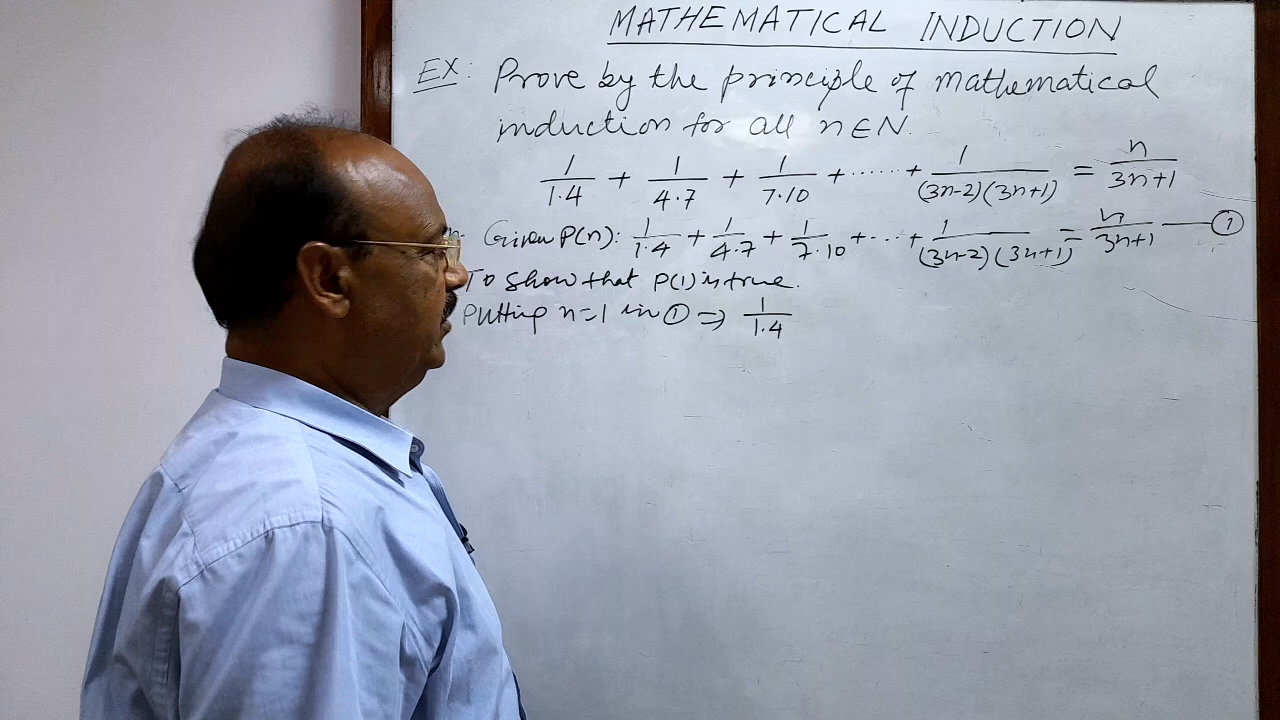 MATHEMATICAL INDUCTION
EX: Prove by the principle of mathematical
induction for all n∈N.
1/1.4 + 1/4.7 + 1/7.10 + ...... + 1/(3n-2)(3n+1) = n/3n+1
Given P(n): 1/1.4 + 1/4.7 + 1/7.10 + ... + 1/(3n-2)(3n+1) = n/3n+1 —— ①
To show that P(1) is true.
Putting n=1 in ① ⇒ 1/1.4